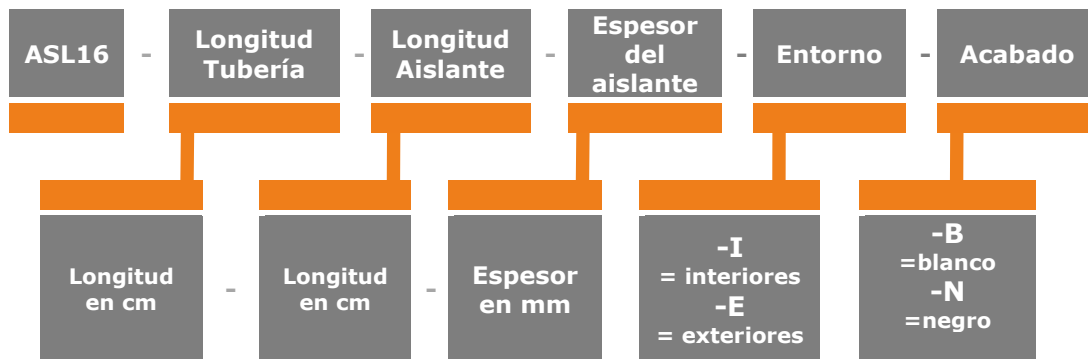 ASL16 - Longitud Tubería - Longitud Aislante - Espesor del aislante - Entorno - Acabado
Longitud
en cm
-
Longitud
en cm
-
Espesor
en mm
-I
= interiores
-E
= exteriores
-B
=blanco
-N
=negro